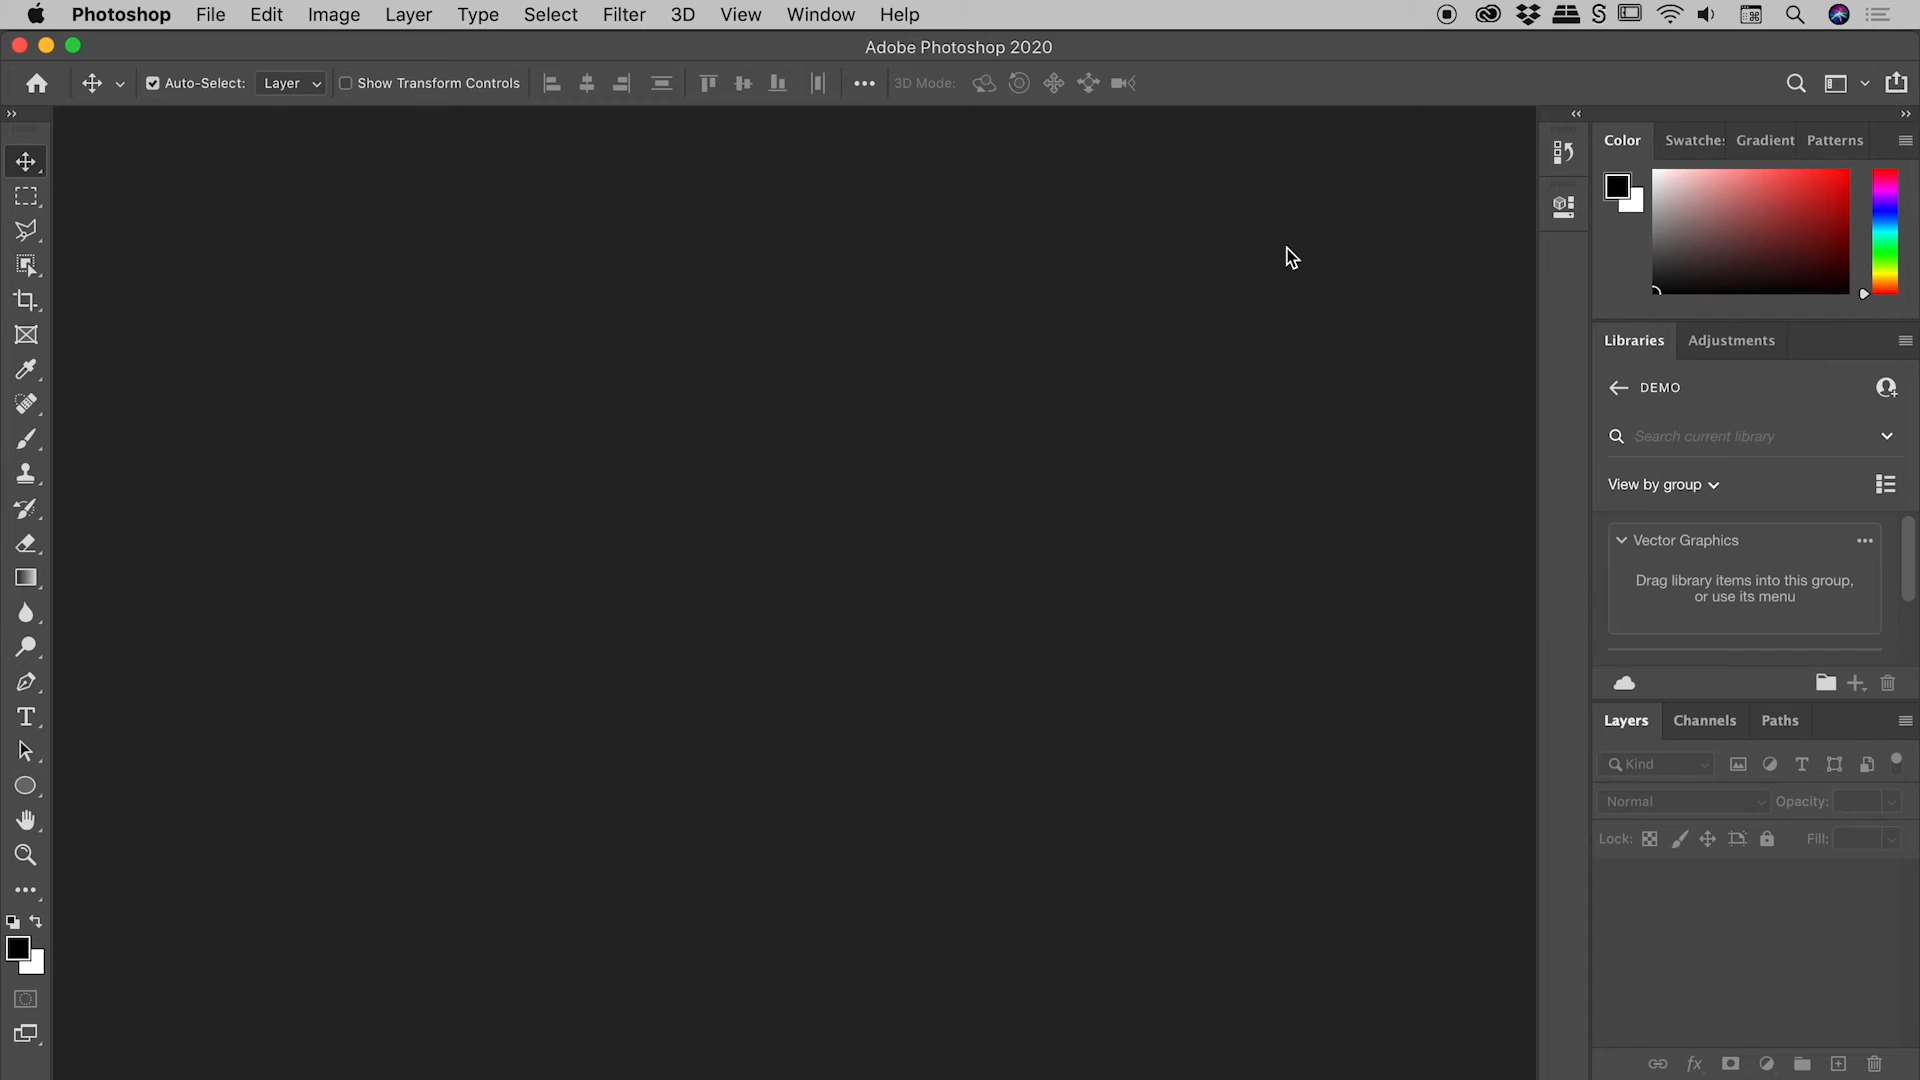 Photoshop File Edit Image Layer Type Select Filter 3D View Window Help
Adobe Photoshop 2020
Auto-Select: Layer Show Transform Controls 3D Mode:
Color Swatches Gradient Patterns
Libraries Adjustments
DEMO
Search current library
View by group
Vector Graphics
Drag library items into this group,
or use its menu
Layers Channels Paths
Kind
Normal Opacity:
Lock: Fill: